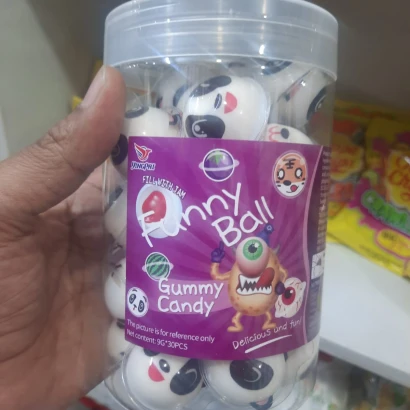 FILL WITH JAM
Funny
Ball
Gummy
Candy
The picture is for reference only
Net content: 9G*30PCS
Delicious and funy